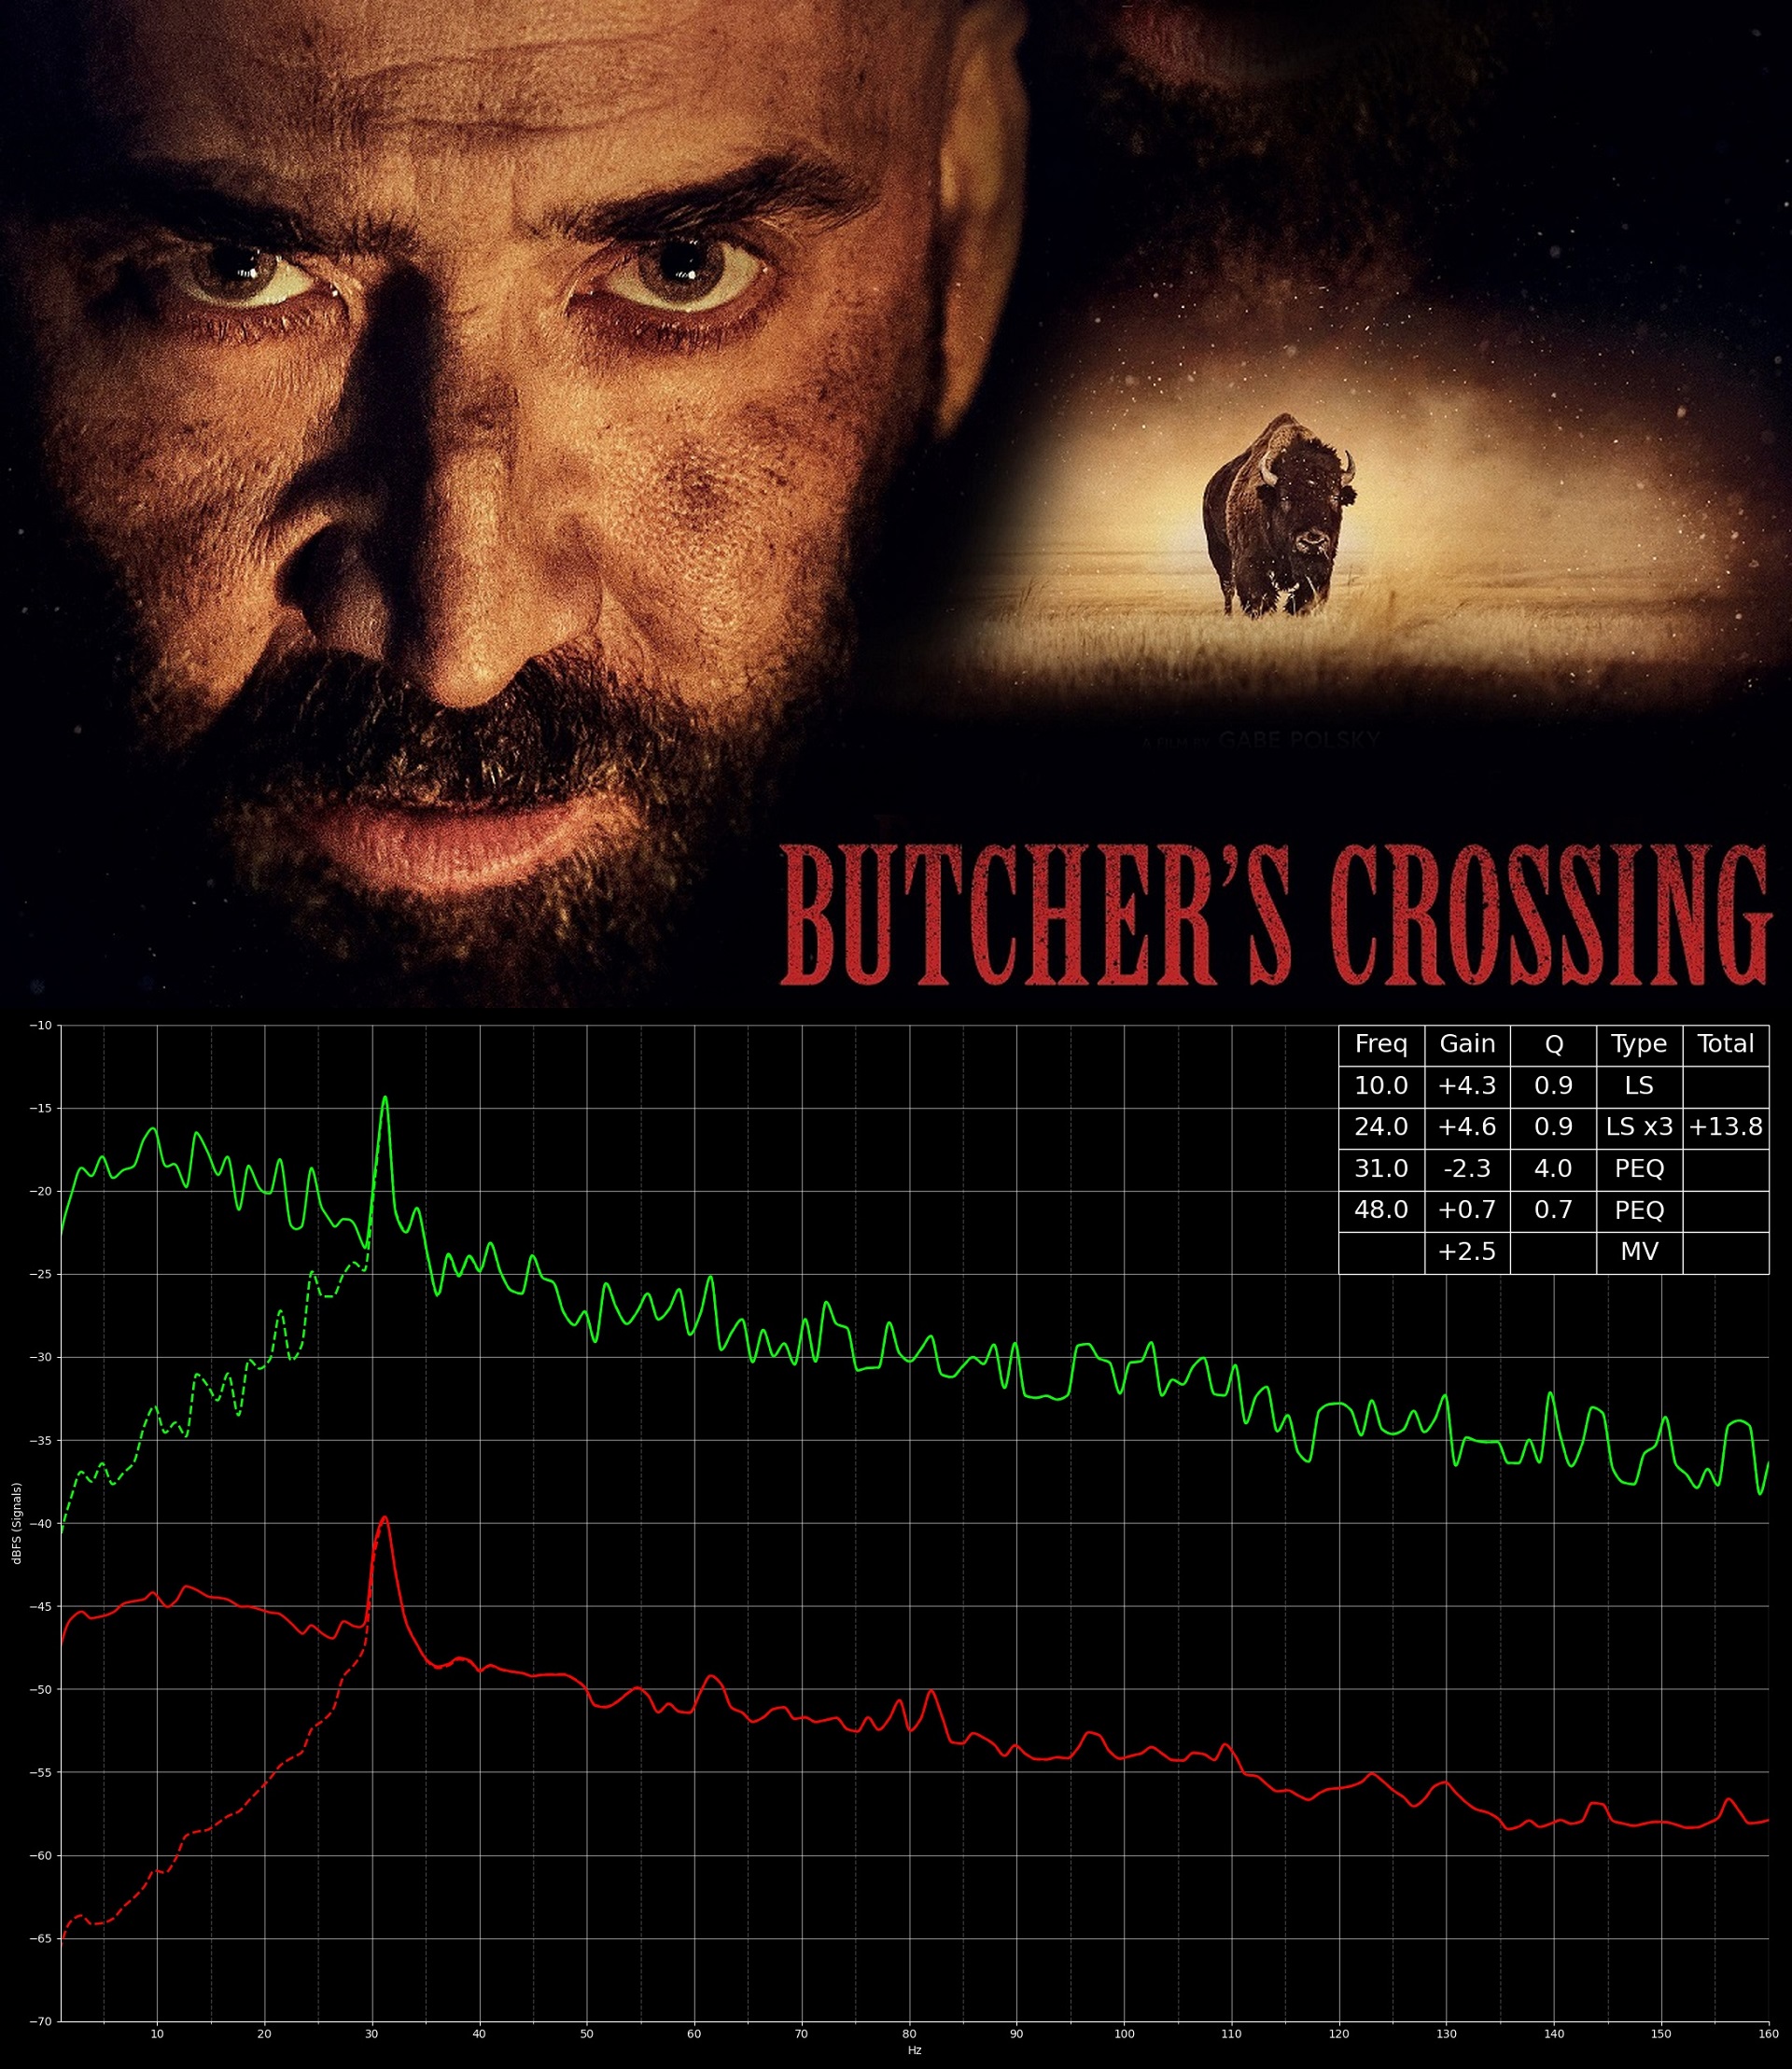 A FILM BY GABE POLSKY
BUTCHER'S CROSSING
Freq Gain Q Type Total
10.0 +4.3 0.9 LS
24.0 +4.6 0.9 LS x3 +13.8
31.0 -2.3 4.0 PEQ
48.0 +0.7 0.7 PEQ
+2.5 MV
−10
−15
−20
−25
−30
−35
−40
−45
−50
−55
−60
−65
−70
dBFS (Signals)
10 20 30 40 50 60 70 80 90 100 110 120 130 140 150 160
Hz